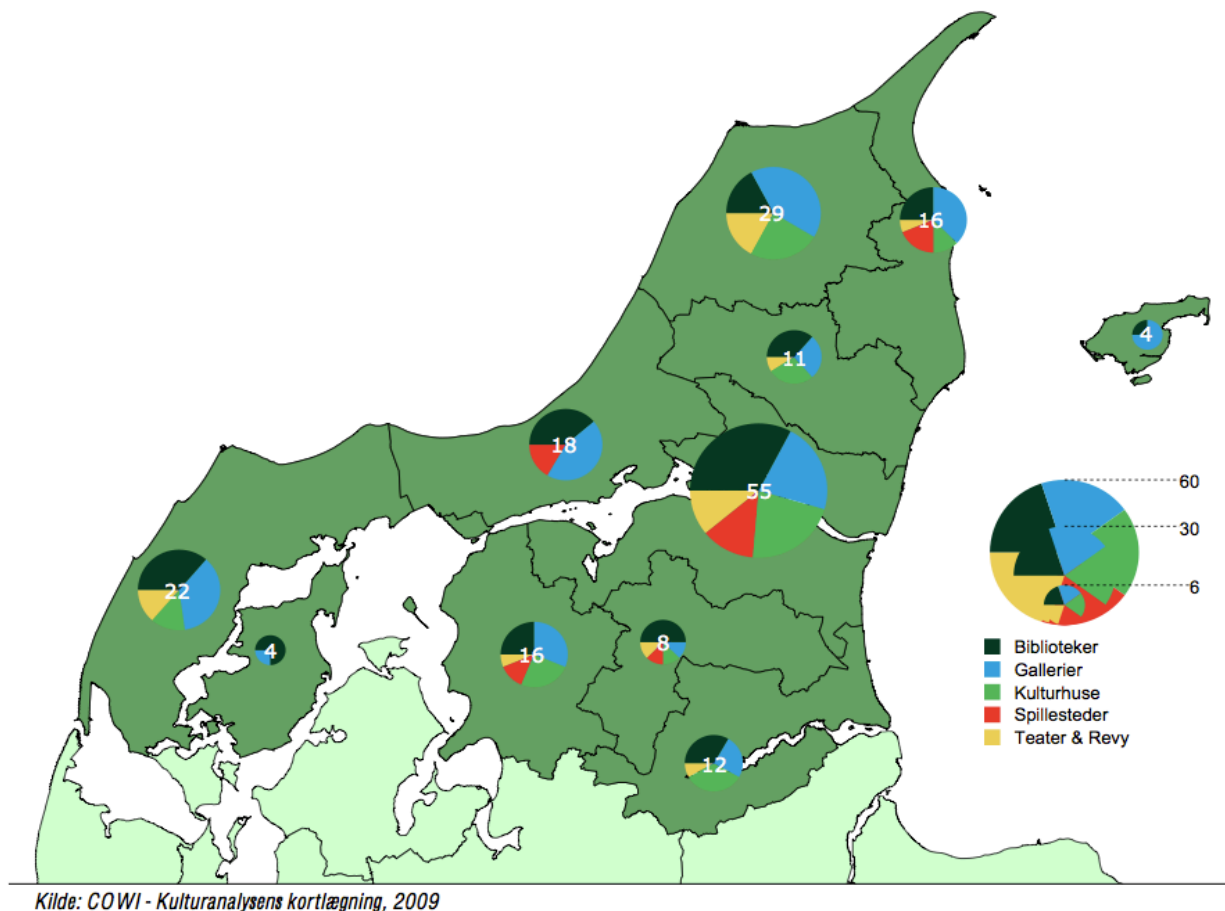 29
16
4
11
18
55
60
30
6
22
4
16
8
12
Biblioteker
Gallerier
Kulturhuse
Spillesteder
Teater & Revy
Kilde: COWI - Kulturanalysens kortlægning, 2009